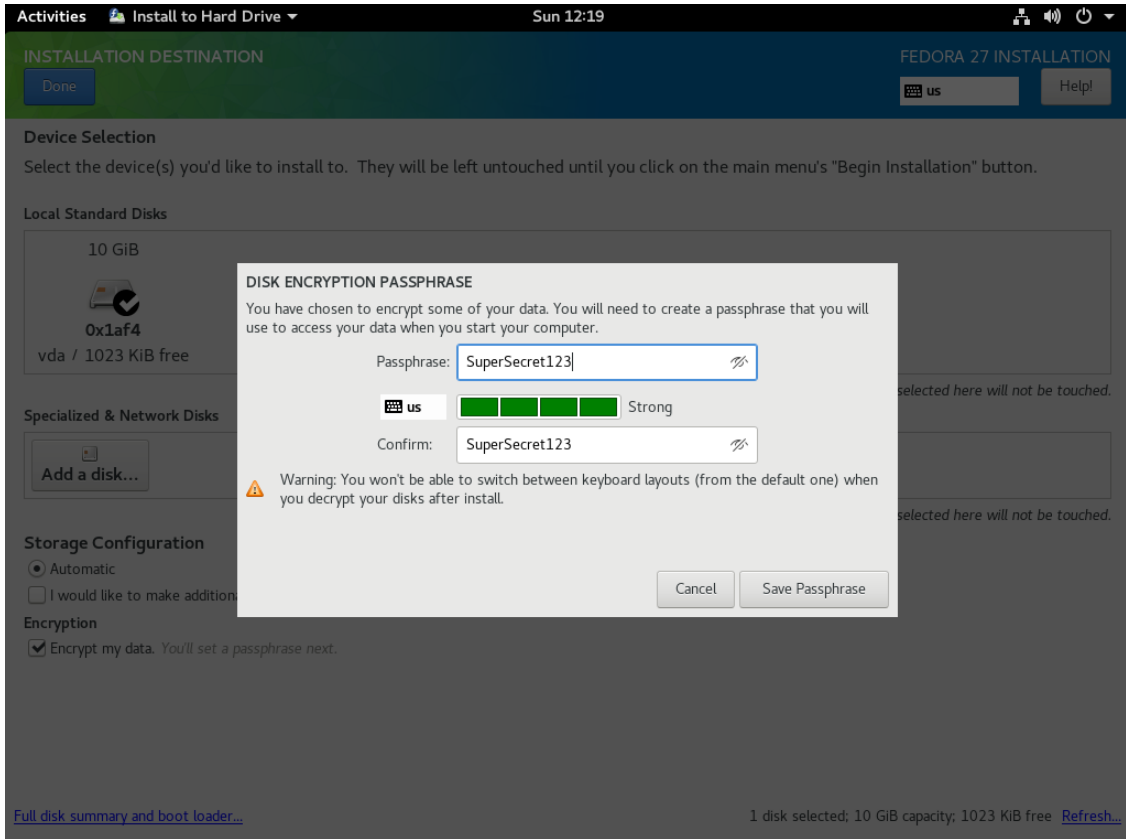 Activities Install to Hard Drive Sun 12:19
INSTALLATION DESTINATION FEDORA 27 INSTALLATION
Done us Help!
Device Selection
Select the device(s) you'd like to install to. They will be left untouched until you click on the main menu's "Begin Installation" button.
Local Standard Disks
10 GiB
0x1af4
vda / 1023 KiB free
selected here will not be touched.
Specialized & Network Disks
Add a disk...
selected here will not be touched.
Storage Configuration
Automatic
I would like to make addition
Encryption
Encrypt my data. You'll set a passphrase next.
DISK ENCRYPTION PASSPHRASE
You have chosen to encrypt some of your data. You will need to create a passphrase that you will
use to access your data when you start your computer.
Passphrase: SuperSecret123
us Strong
Confirm: SuperSecret123
Warning: You won't be able to switch between keyboard layouts (from the default one) when
you decrypt your disks after install.
Cancel Save Passphrase
Full disk summary and boot loader... 1 disk selected; 10 GiB capacity; 1023 KiB free Refresh...